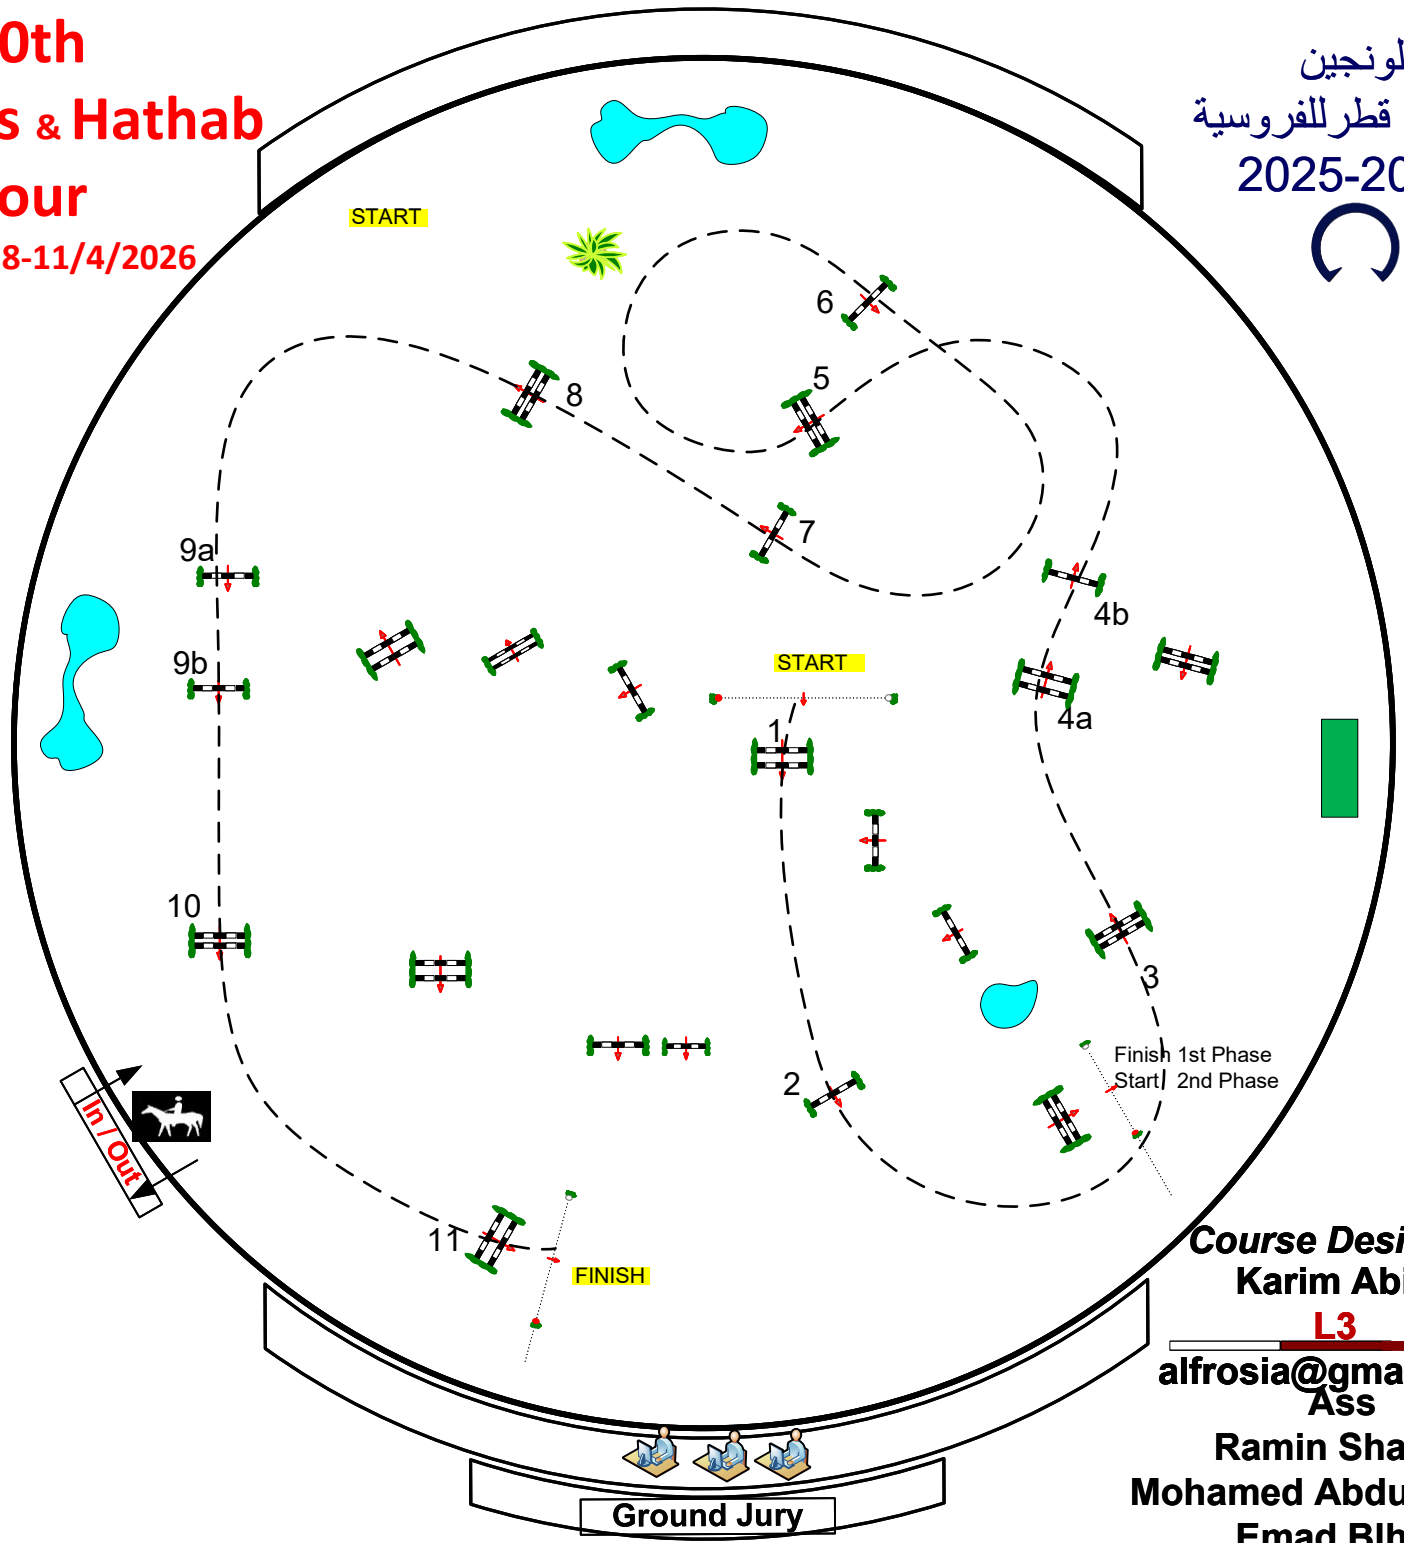 0th
s & Hathab
our
8-11/4/2026
لونجين
قطر للفروسية
2025-20
START
6
5
8
7
9a
4b
9b
START
4a
1
10
3
Finish 1st Phase
Start 2nd Phase
2
In / Out
11
FINISH
Course Desi
Karim Abi
L3
alfrosia@gma
Ass
Ramin Sha
Mohamed Abdu
Emad Blh
Ground Jury